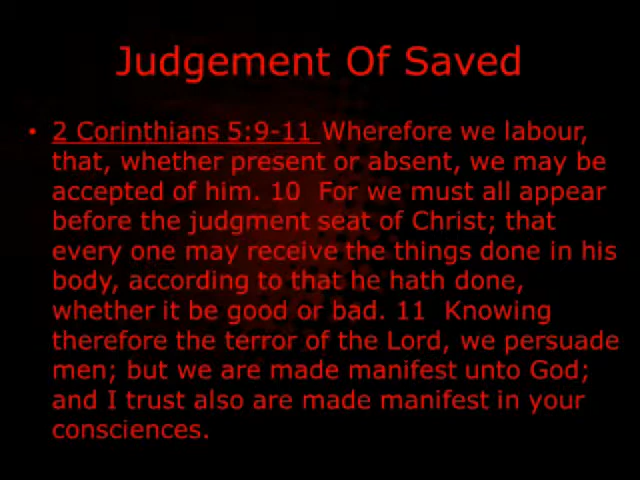 Judgement Of Saved
• 2 Corinthians 5:9-11 Wherefore we labour,
that, whether present or absent, we may be
accepted of him. 10  For we must all appear
before the judgment seat of Christ; that
every one may receive the things done in his
body, according to that he hath done,
whether it be good or bad. 11  Knowing
therefore the terror of the Lord, we persuade
men; but we are made manifest unto God;
and I trust also are made manifest in your
consciences.